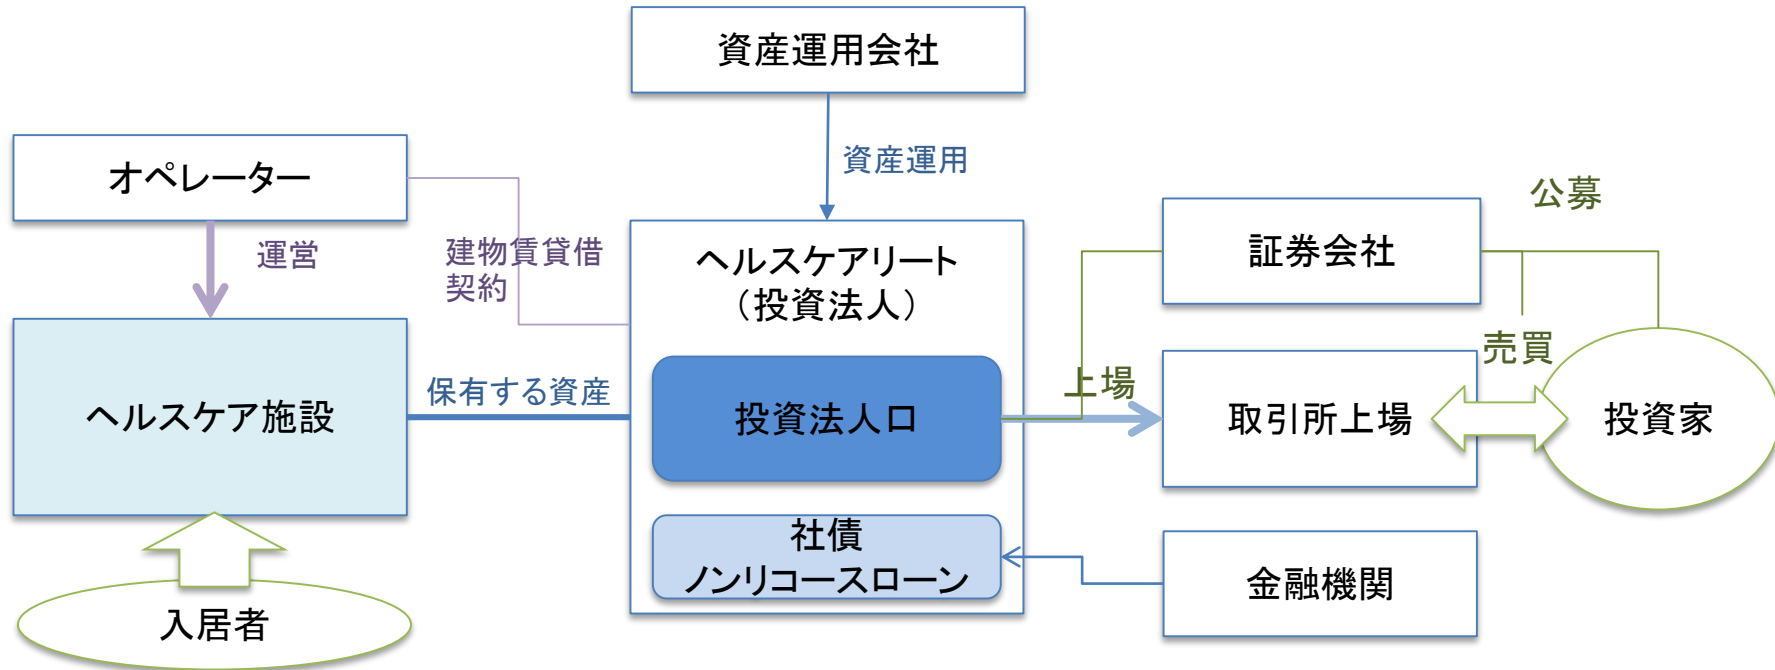 資産運用会社
資産運用
オペレーター
運営
建物賃貸借
契約
ヘルスケアリート
（投資法人）
証券会社
公募
売買
ヘルスケア施設
保有する資産
投資法人口
上場
取引所上場
投資家
社債
ノンリコースローン
金融機関
入居者